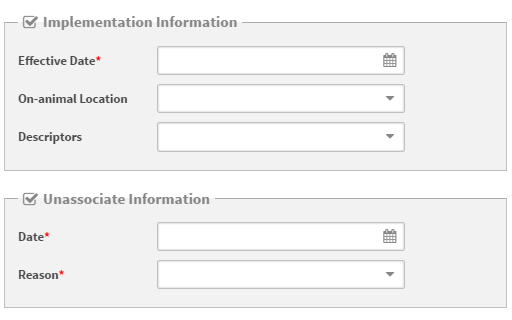 Implementation Information
Effective Date*
On-animal Location
Descriptors
Unassociate Information
Date*
Reason*